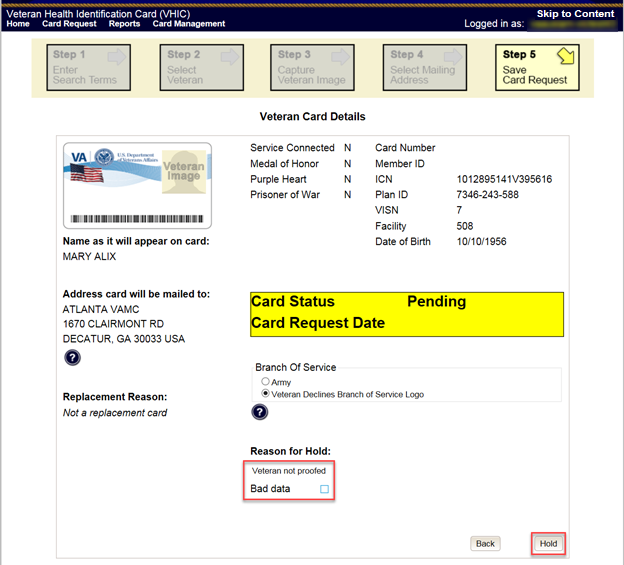 Veteran Health Identification Card (VHIC)
Skip to Content
Home Card Request Reports Card Management
Logged in as:
Step 1
Enter
Search Terms
Step 2
Select
Veteran
Step 3
Capture
Veteran Image
Step 4
Select Mailing
Address
Step 5
Save
Card Request
Veteran Card Details
VA
U.S. Department
of Veterans Affairs
Veteran
Image
Name as it will appear on card:
MARY ALIX
Address card will be mailed to:
ATLANTA VAMC
1670 CLAIRMONT RD
DECATUR, GA 30033 USA
?
Replacement Reason:
Not a replacement card
Service Connected N
Medal of Honor N
Purple Heart N
Prisoner of War N
Card Number
Member ID
ICN 1012895141V395616
Plan ID 7346-243-588
VISN 7
Facility 508
Date of Birth 10/10/1956
Card Status Pending
Card Request Date
Branch Of Service
Army
Veteran Declines Branch of Service Logo
?
Reason for Hold:
Veteran not proofed
Bad data
Back Hold